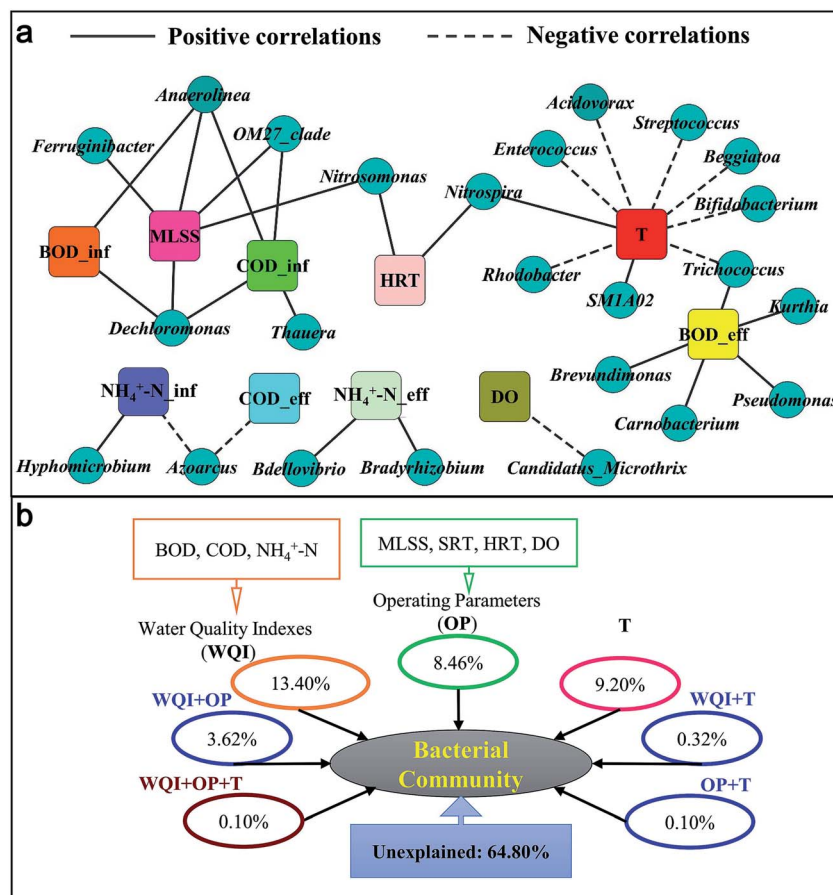 a
Positive correlations
Negative correlations
Anaerolinea
Acidovorax
Streptococcus
Ferruginibacter
OM27_clade
Enterococcus
Beggiatoa
Nitrosomonas
Nitrospira
Bifidobacterium
BOD_inf
MLSS
COD_inf
HRT
T
Rhodobacter
SM1A02
Trichococcus
Kurthia
Dechloromonas
Thauera
BOD_eff
Brevundimonas
NH₄⁺-N_inf
COD_eff
NH₄⁺-N_eff
DO
Pseudomonas
Carnobacterium
Hyphomicrobium
Azoarcus
Bdellovibrio
Bradyrhizobium
Candidatus_Microthrix
b
BOD, COD, NH₄⁺-N
MLSS, SRT, HRT, DO
Operating Parameters
(OP)
T
Water Quality Indexes
(WQI)
8.46%
13.40%
9.20%
WQI+OP
WQI+T
3.62%
0.32%
Bacterial
Community
WQI+OP+T
OP+T
0.10%
0.10%
Unexplained: 64.80%